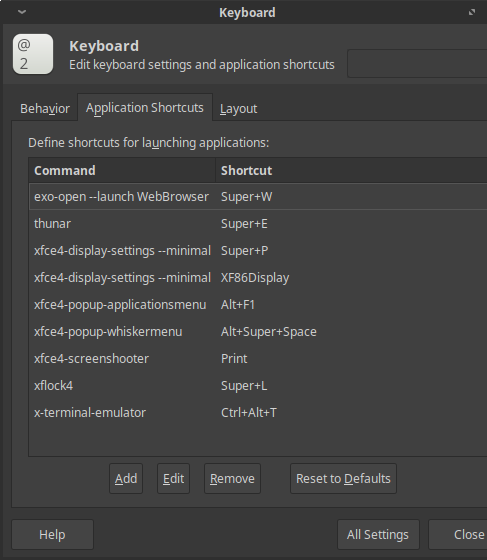 Keyboard
@
2
Keyboard
Edit keyboard settings and application shortcuts
Behavior Application Shortcuts Layout
Define shortcuts for launching applications:
Command Shortcut
exo-open --launch WebBrowser Super+W
thunar Super+E
xfce4-display-settings --minimal Super+P
xfce4-display-settings --minimal XF86Display
xfce4-popup-applicationsmenu Alt+F1
xfce4-popup-whiskermenu Alt+Super+Space
xfce4-screenshooter Print
xflock4 Super+L
x-terminal-emulator Ctrl+Alt+T
Add Edit Remove Reset to Defaults
Help All Settings Close